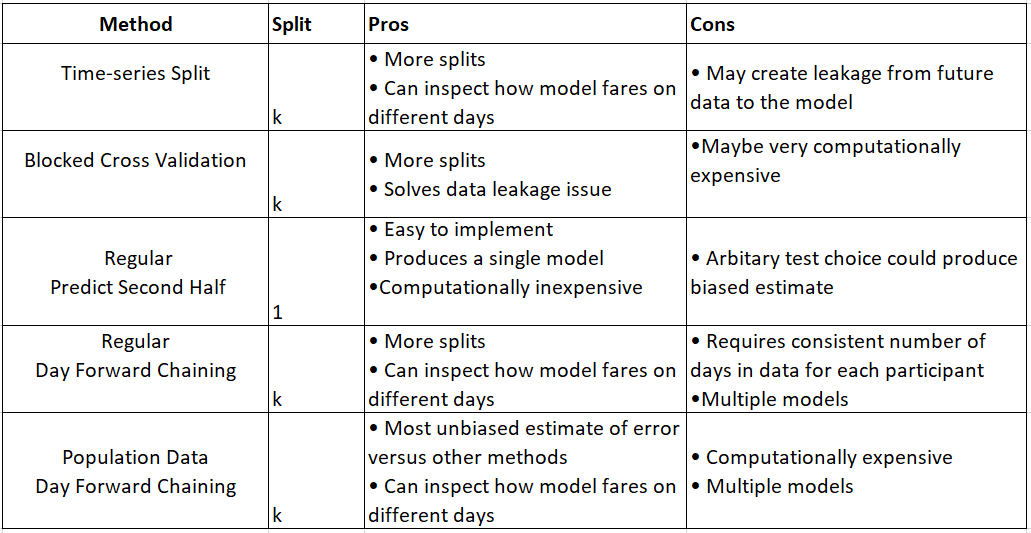 Method Split Pros Cons
Time-series Split
k
• More splits
• Can inspect how model fares on
different days
• May create leakage from future
data to the model
Blocked Cross Validation
k
• More splits
• Solves data leakage issue
•Maybe very computationally
expensive
Regular
Predict Second Half
1
• Easy to implement
• Produces a single model
•Computationally inexpensive
• Arbitary test choice could produce
biased estimate
Regular
Day Forward Chaining
k
• More splits
• Can inspect how model fares on
different days
• Requires consistent number of
days in data for each participant
•Multiple models
Population Data
Day Forward Chaining
k
• Most unbiased estimate of error
versus other methods
• Can inspect how model fares on
different days
• Computationally expensive
• Multiple models